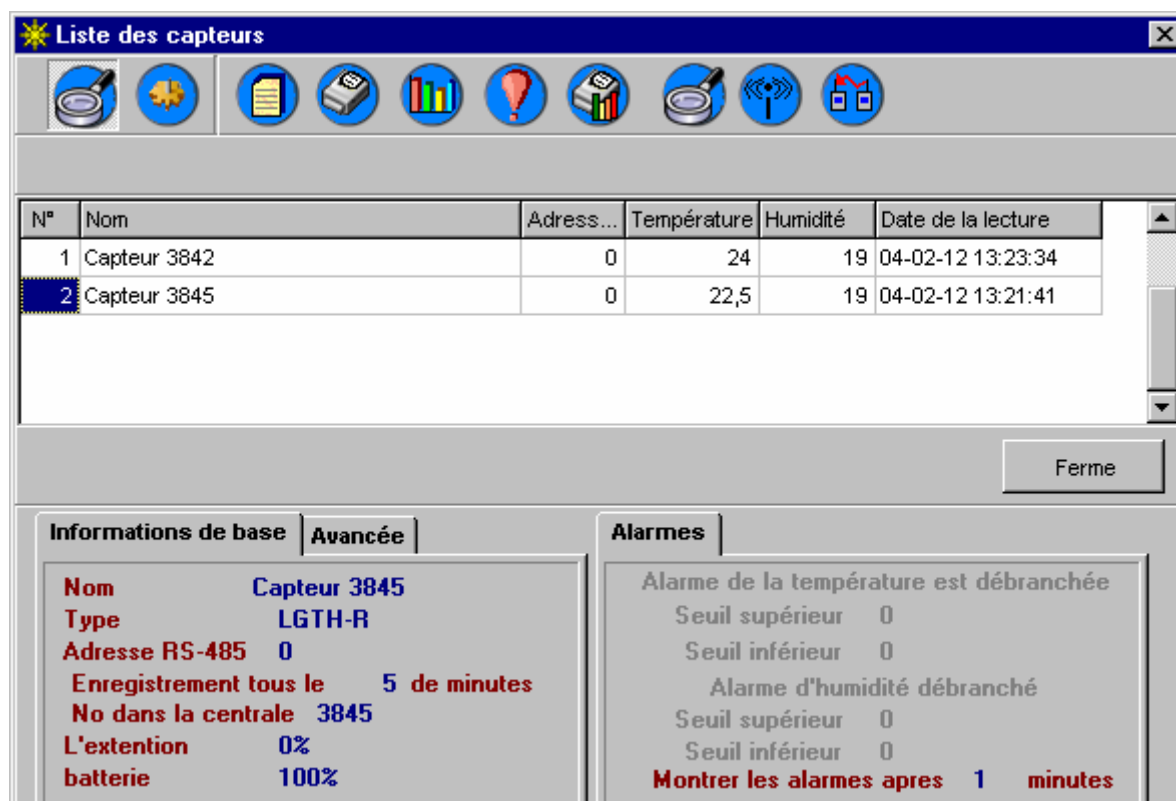 Liste des capteurs
N° Nom Adress... Température Humidité Date de la lecture
1 Capteur 3842 0 24 19 04-02-12 13:23:34
2 Capteur 3845 0 22,5 19 04-02-12 13:21:41
Ferme
Informations de base Avancée
Nom Capteur 3845
Type LGTH-R
Adresse RS-485 0
Enregistrement tous le 5 de minutes
No dans la centrale 3845
L'extention 0%
batterie 100%
Alarmes
Alarme de la température est débranchée
Seuil supérieur 0
Seuil inférieur 0
Alarme d'humidité débranché
Seuil supérieur 0
Seuil inférieur 0
Montrer les alarmes apres 1 minutes